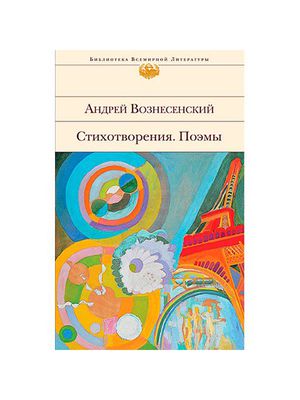 Библиотека Всемирной Литературы
Андрей Вознесенский
Стихотворения. Поэмы